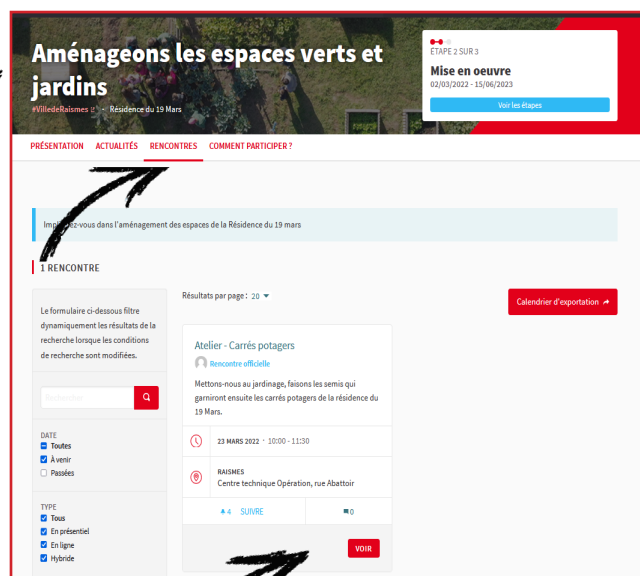 Aménageons les espaces verts et
jardins
#VilledeRaismes • Résidence du 19 Mars
ÉTAPE 2 SUR 3
Mise en oeuvre
02/03/2022 - 15/06/2023
Voir les étapes
PRÉSENTATION ACTUALITÉS RENCONTRES COMMENT PARTICIPER ?
dans l'aménagement des espaces de la Résidence du 19 mars
1 RENCONTRE
Le formulaire ci-dessous filtre
dynamiquement les résultats de la
recherche lorsque les conditions
de recherche sont modifiées.
Rechercher
DATE
Toutes
À venir
Passées
TYPE
Tous
En présentiel
En ligne
Hybride
Résultats par page : 20
Calendrier d'exportation
Atelier - Carrés potagers
Rencontre officielle
Mettons-nous au jardinage, faisons les semis qui
garniront ensuite les carrés potagers de la résidence du
19 Mars.
23 MARS 2022 • 10:00 - 11:30
RAISMES
Centre technique Opération, rue Abattoir
4 SUIVRE 0
VOIR